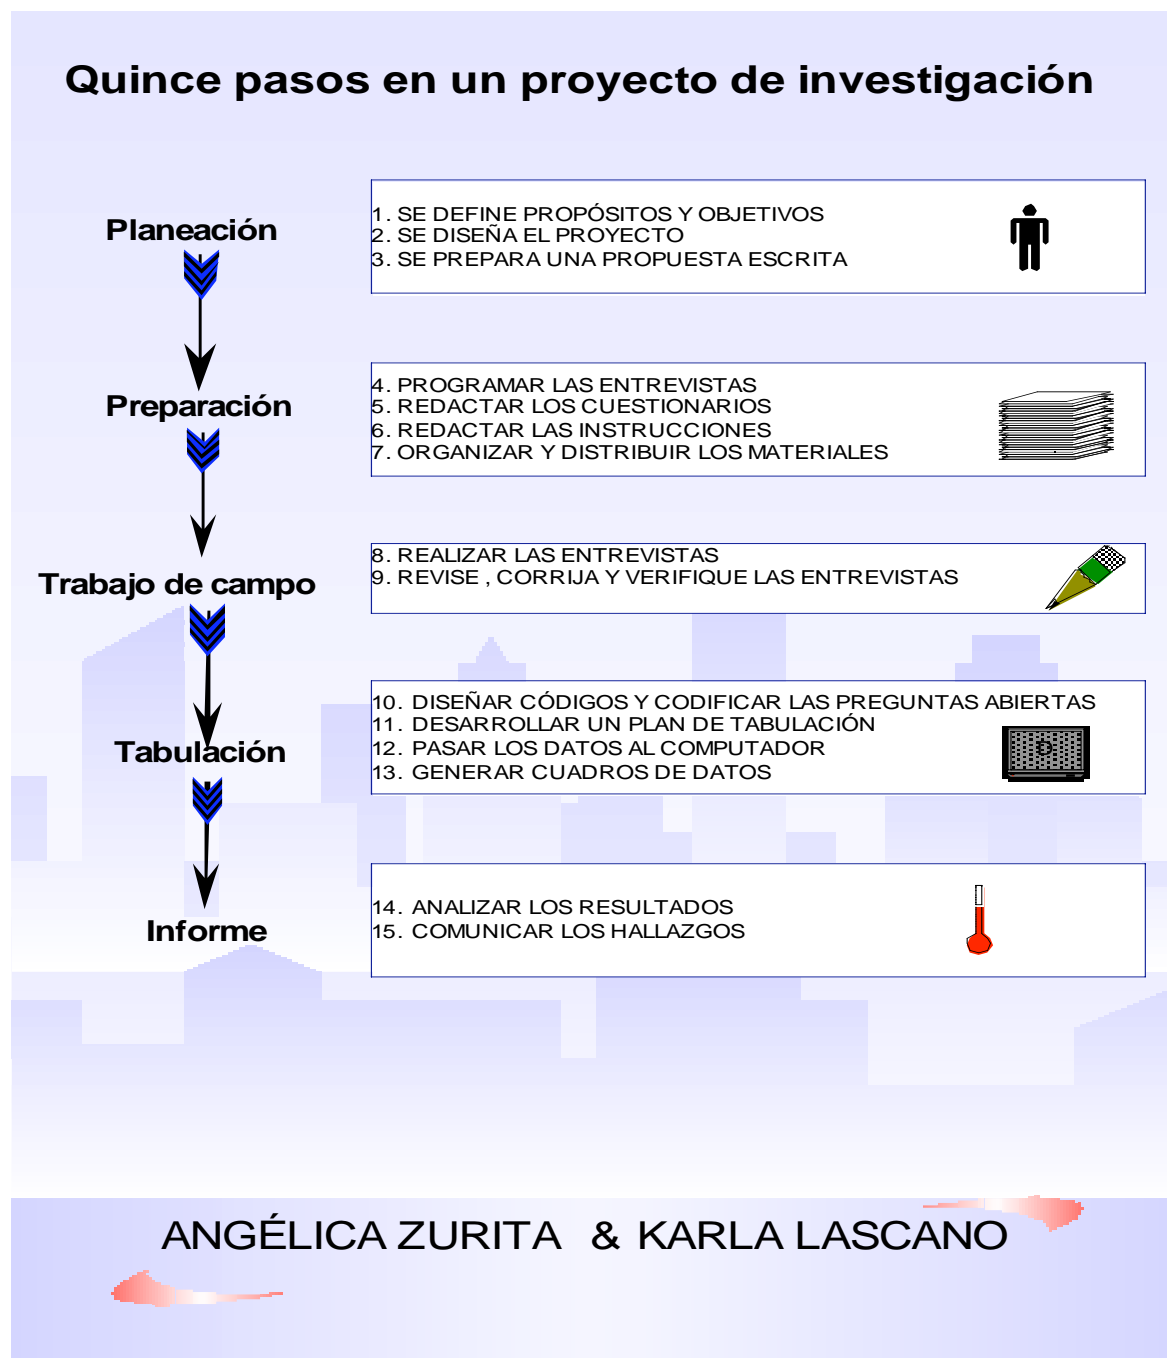 Quince pasos en un proyecto de investigación
Planeación
1. SE DEFINE PROPÓSITOS Y OBJETIVOS
2. SE DISEÑA EL PROYECTO
3. SE PREPARA UNA PROPUESTA ESCRITA
Preparación
4. PROGRAMAR LAS ENTREVISTAS
5. REDACTAR LOS CUESTIONARIOS
6. REDACTAR LAS INSTRUCCIONES
7. ORGANIZAR Y DISTRIBUIR LOS MATERIALES
Trabajo de campo
8. REALIZAR LAS ENTREVISTAS
9. REVISE , CORRIJA Y VERIFIQUE LAS ENTREVISTAS
Tabulación
10. DISEÑAR CÓDIGOS Y CODIFICAR LAS PREGUNTAS ABIERTAS
11. DESARROLLAR UN PLAN DE TABULACIÓN
12. PASAR LOS DATOS AL COMPUTADOR
13. GENERAR CUADROS DE DATOS
Informe
14. ANALIZAR LOS RESULTADOS
15. COMUNICAR LOS HALLAZGOS
ANGÉLICA ZURITA & KARLA LASCANO